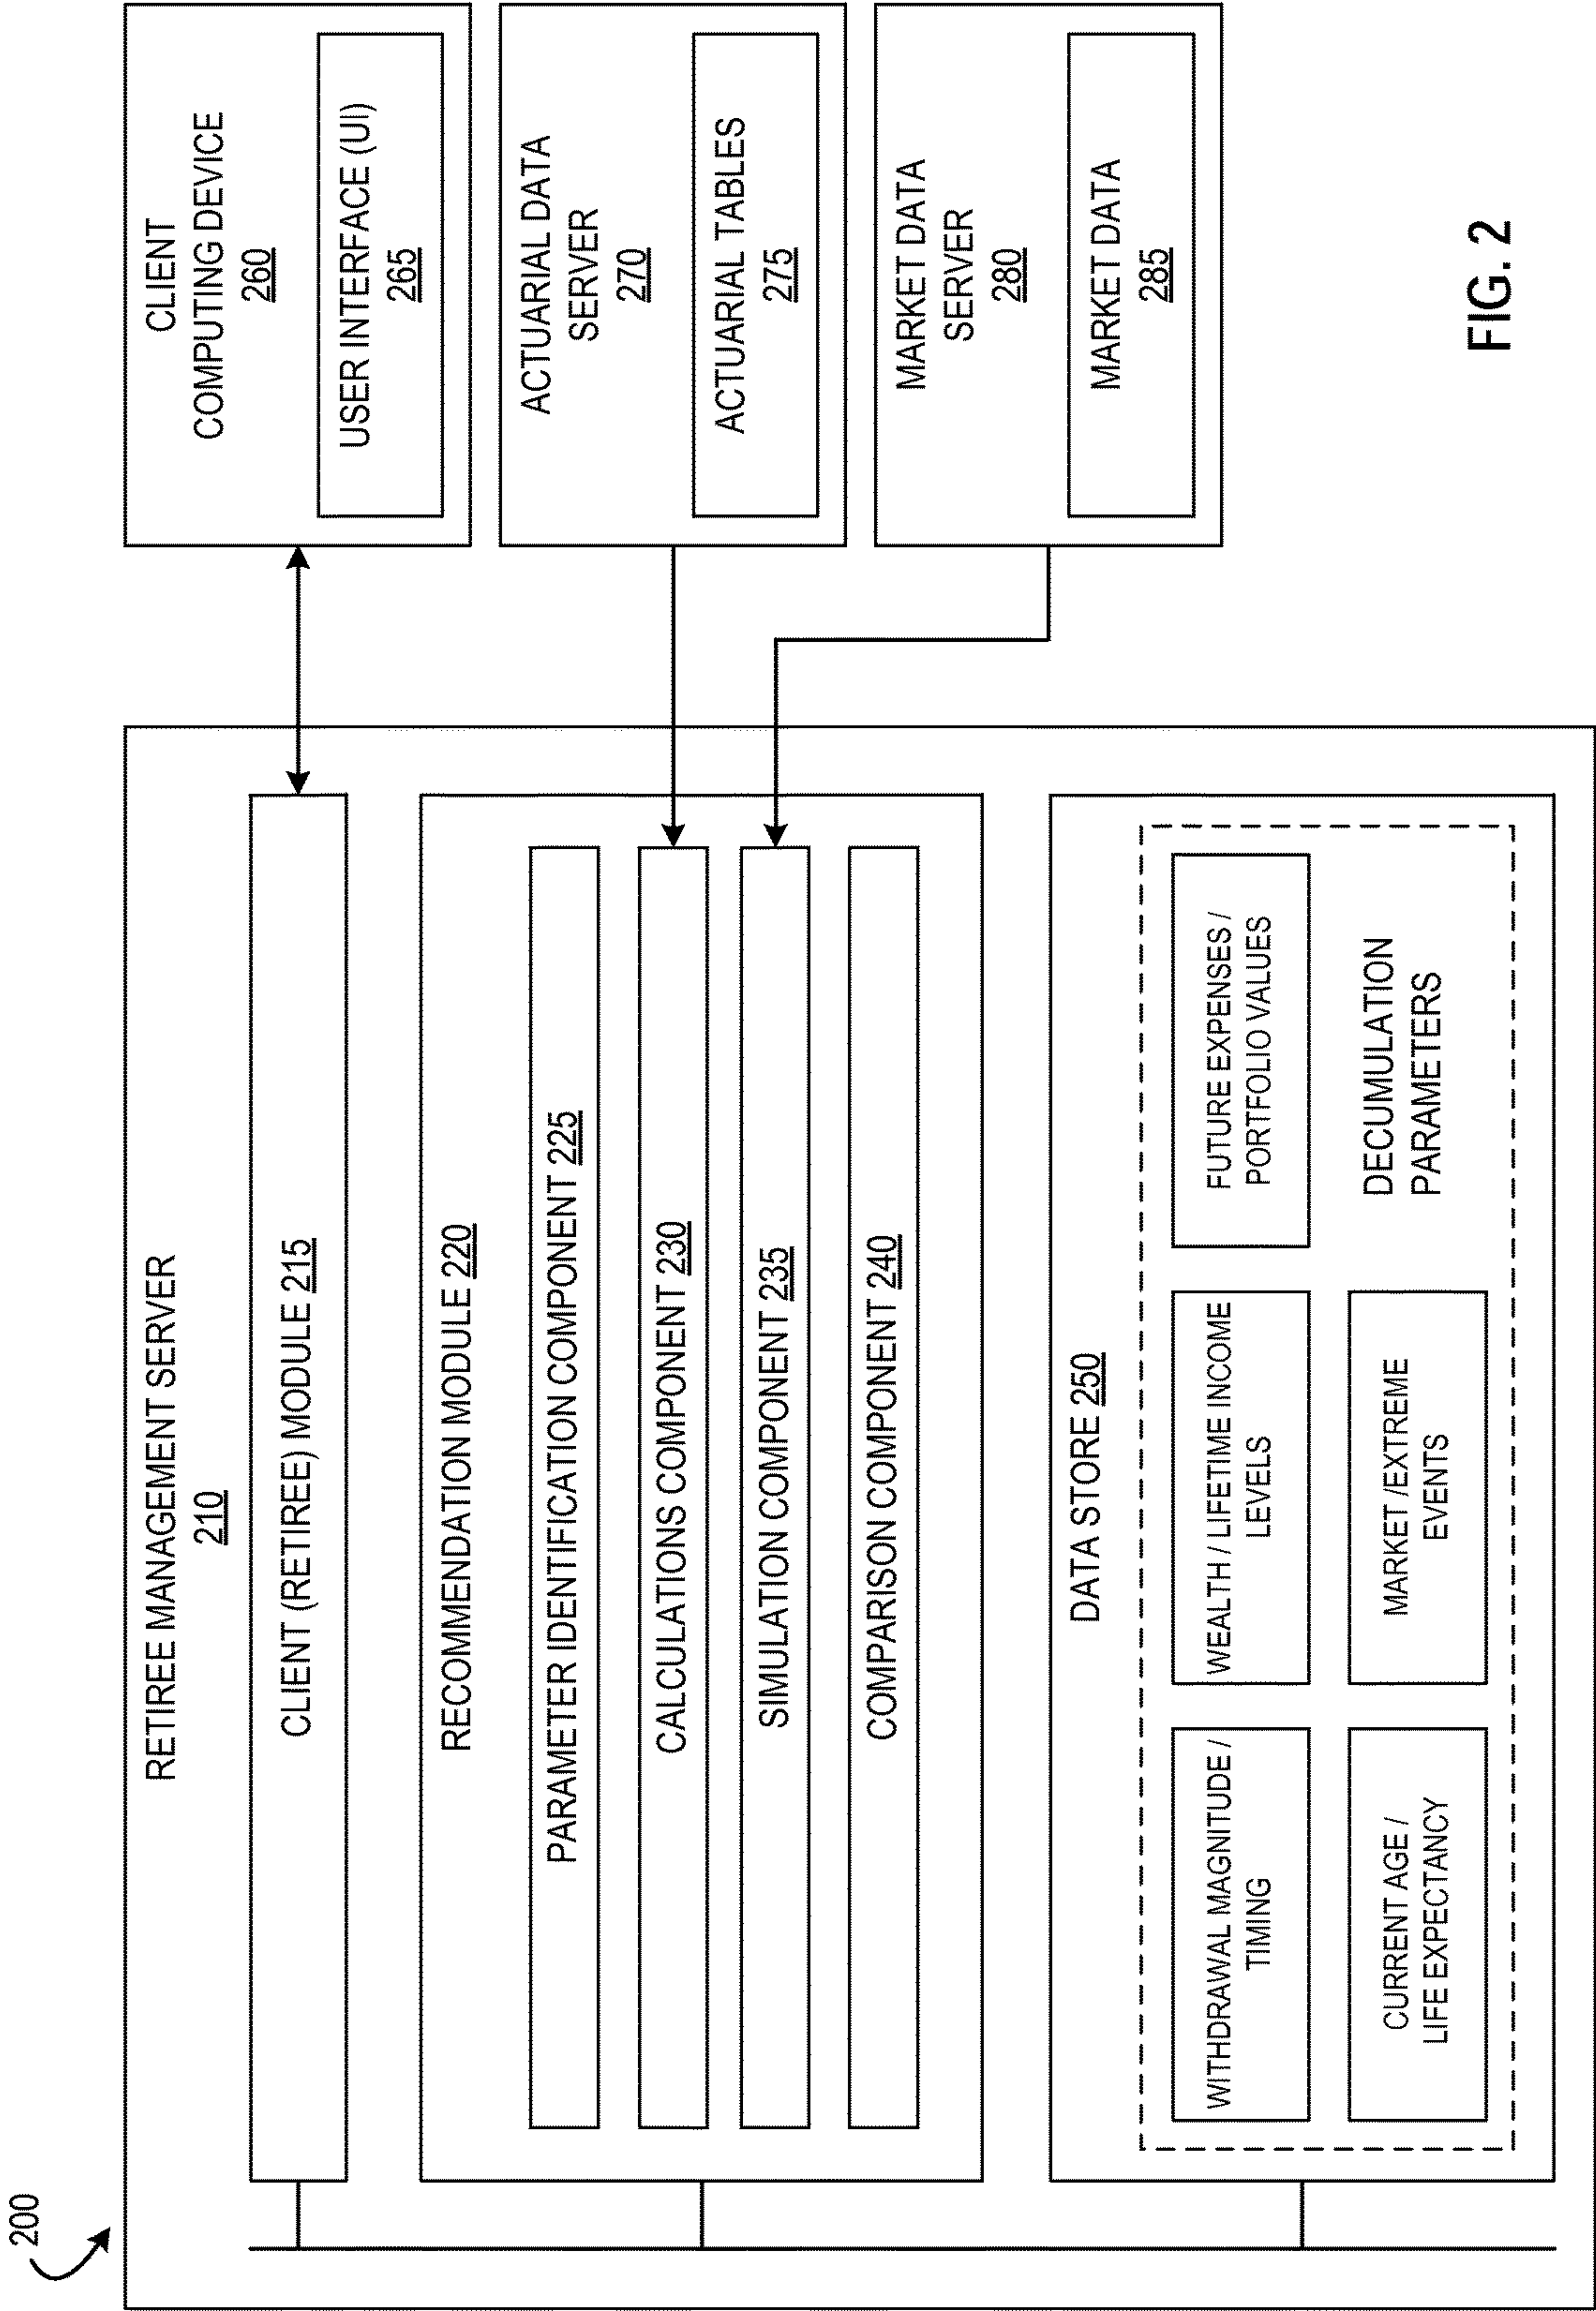 200
RETIREE MANAGEMENT SERVER
210
CLIENT (RETIREE) MODULE 215
RECOMMENDATION MODULE 220
PARAMETER IDENTIFICATION COMPONENT 225
CALCULATIONS COMPONENT 230
SIMULATION COMPONENT 235
COMPARISON COMPONENT 240
DATA STORE 250
WITHDRAWAL MAGNITUDE /
TIMING
WEALTH / LIFETIME INCOME
LEVELS
FUTURE EXPENSES /
PORTFOLIO VALUES
CURRENT AGE /
LIFE EXPECTANCY
MARKET /EXTREME
EVENTS
DECUMULATION
PARAMETERS
CLIENT
COMPUTING DEVICE
260
USER INTERFACE (UI)
265
ACTUARIAL DATA
SERVER
270
ACTUARIAL TABLES
275
MARKET DATA
SERVER
280
MARKET DATA
285
FIG. 2